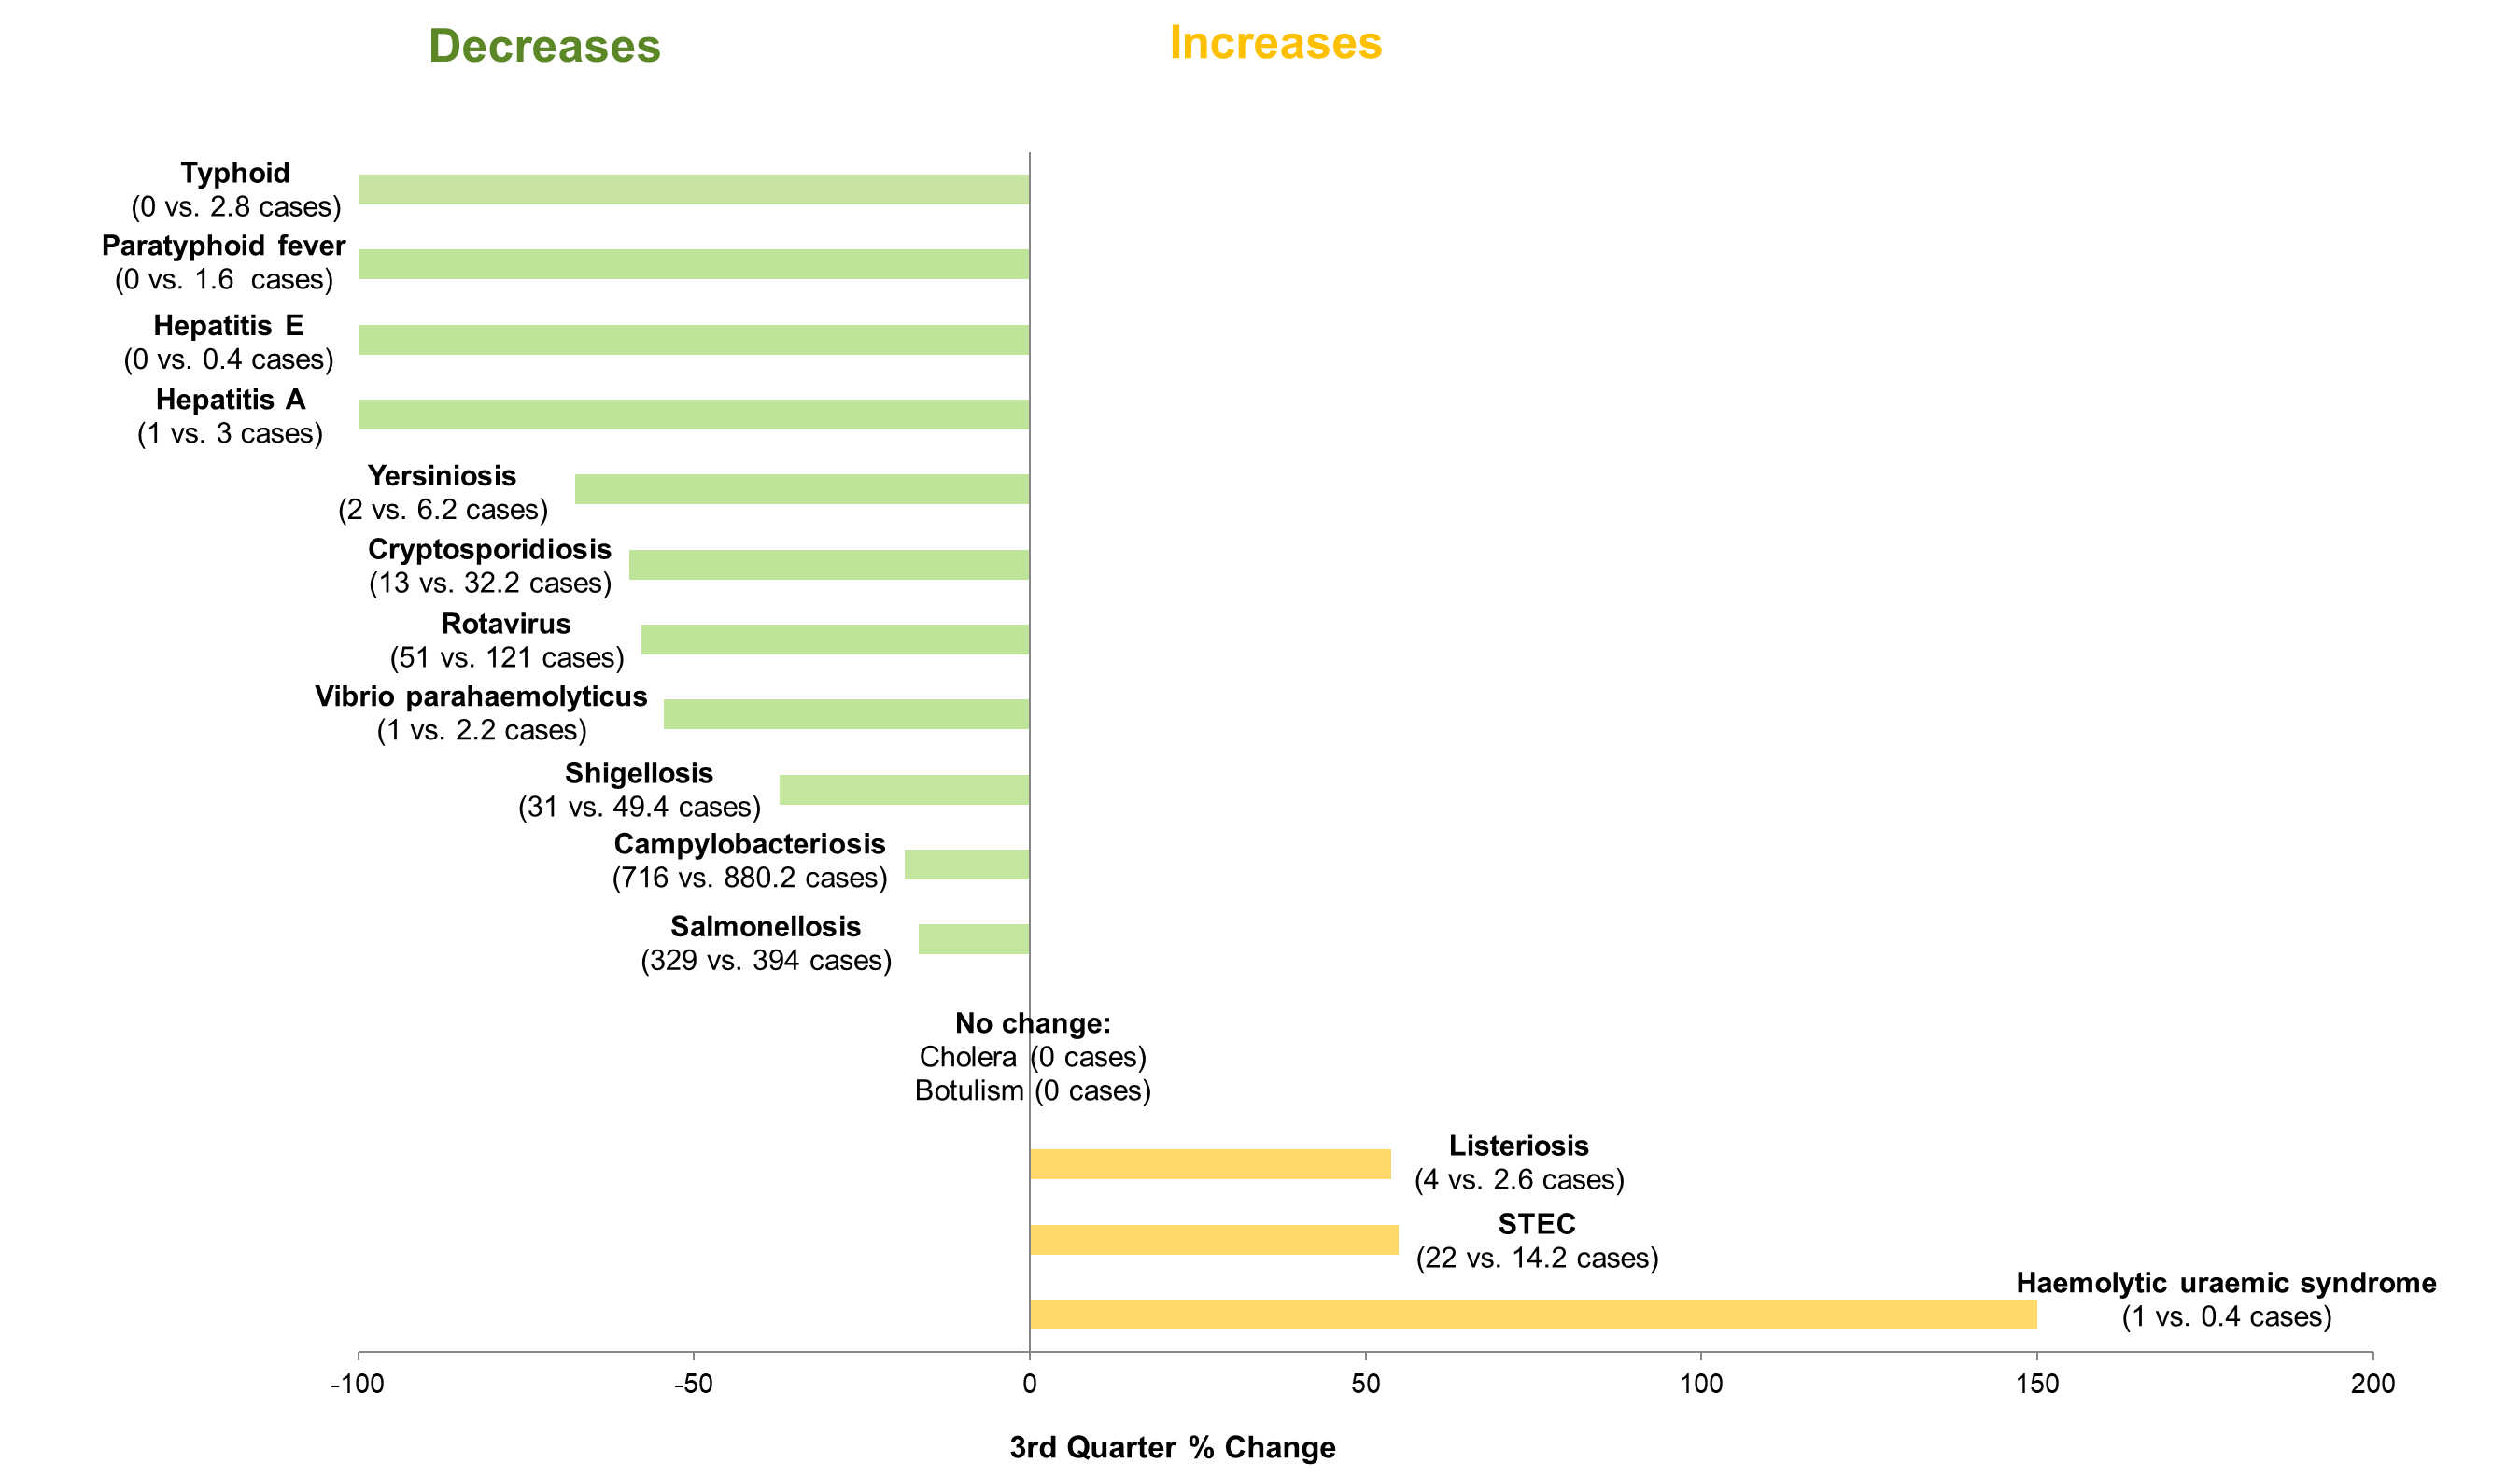 Decreases
Increases
Typhoid
(0 vs. 2.8 cases)
Paratyphoid fever
(0 vs. 1.6 cases)
Hepatitis E
(0 vs. 0.4 cases)
Hepatitis A
(1 vs. 3 cases)
Yersiniosis
(2 vs. 6.2 cases)
Cryptosporidiosis
(13 vs. 32.2 cases)
Rotavirus
(51 vs. 121 cases)
Vibrio parahaemolyticus
(1 vs. 2.2 cases)
Shigellosis
(31 vs. 49.4 cases)
Campylobacteriosis
(716 vs. 880.2 cases)
Salmonellosis
(329 vs. 394 cases)
No change:
Cholera (0 cases)
Botulism (0 cases)
Listeriosis
(4 vs. 2.6 cases)
STEC
(22 vs. 14.2 cases)
Haemolytic uraemic syndrome
(1 vs. 0.4 cases)
-100 -50 0 50 100 150 200
3rd Quarter % Change